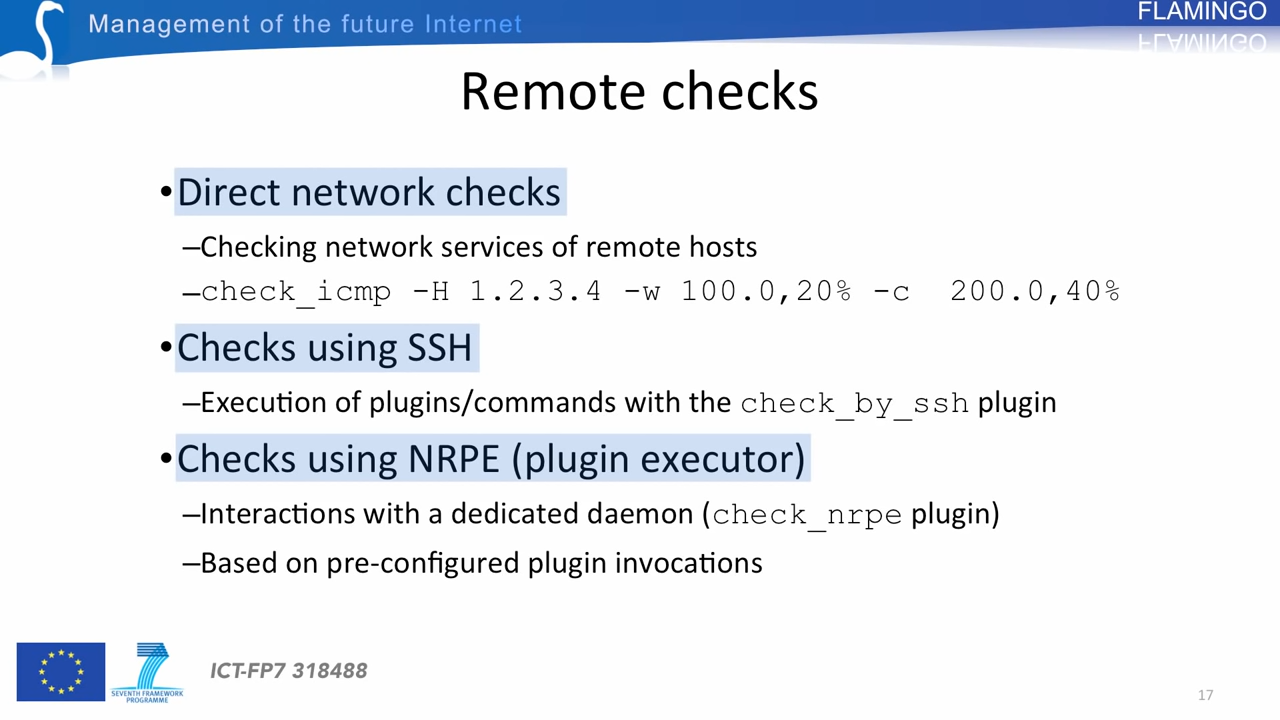 Management of the future Internet
FLAMINGO
Remote checks
•Direct network checks
–Checking network services of remote hosts
–check_icmp -H 1.2.3.4 -w 100.0,20% -c  200.0,40%
•Checks using SSH
–Execution of plugins/commands with the check_by_ssh plugin
•Checks using NRPE (plugin executor)
–Interactions with a dedicated daemon (check_nrpe plugin)
–Based on pre-configured plugin invocations
SEVENTH FRAMEWORK
PROGRAMME
ICT-FP7 318488
17